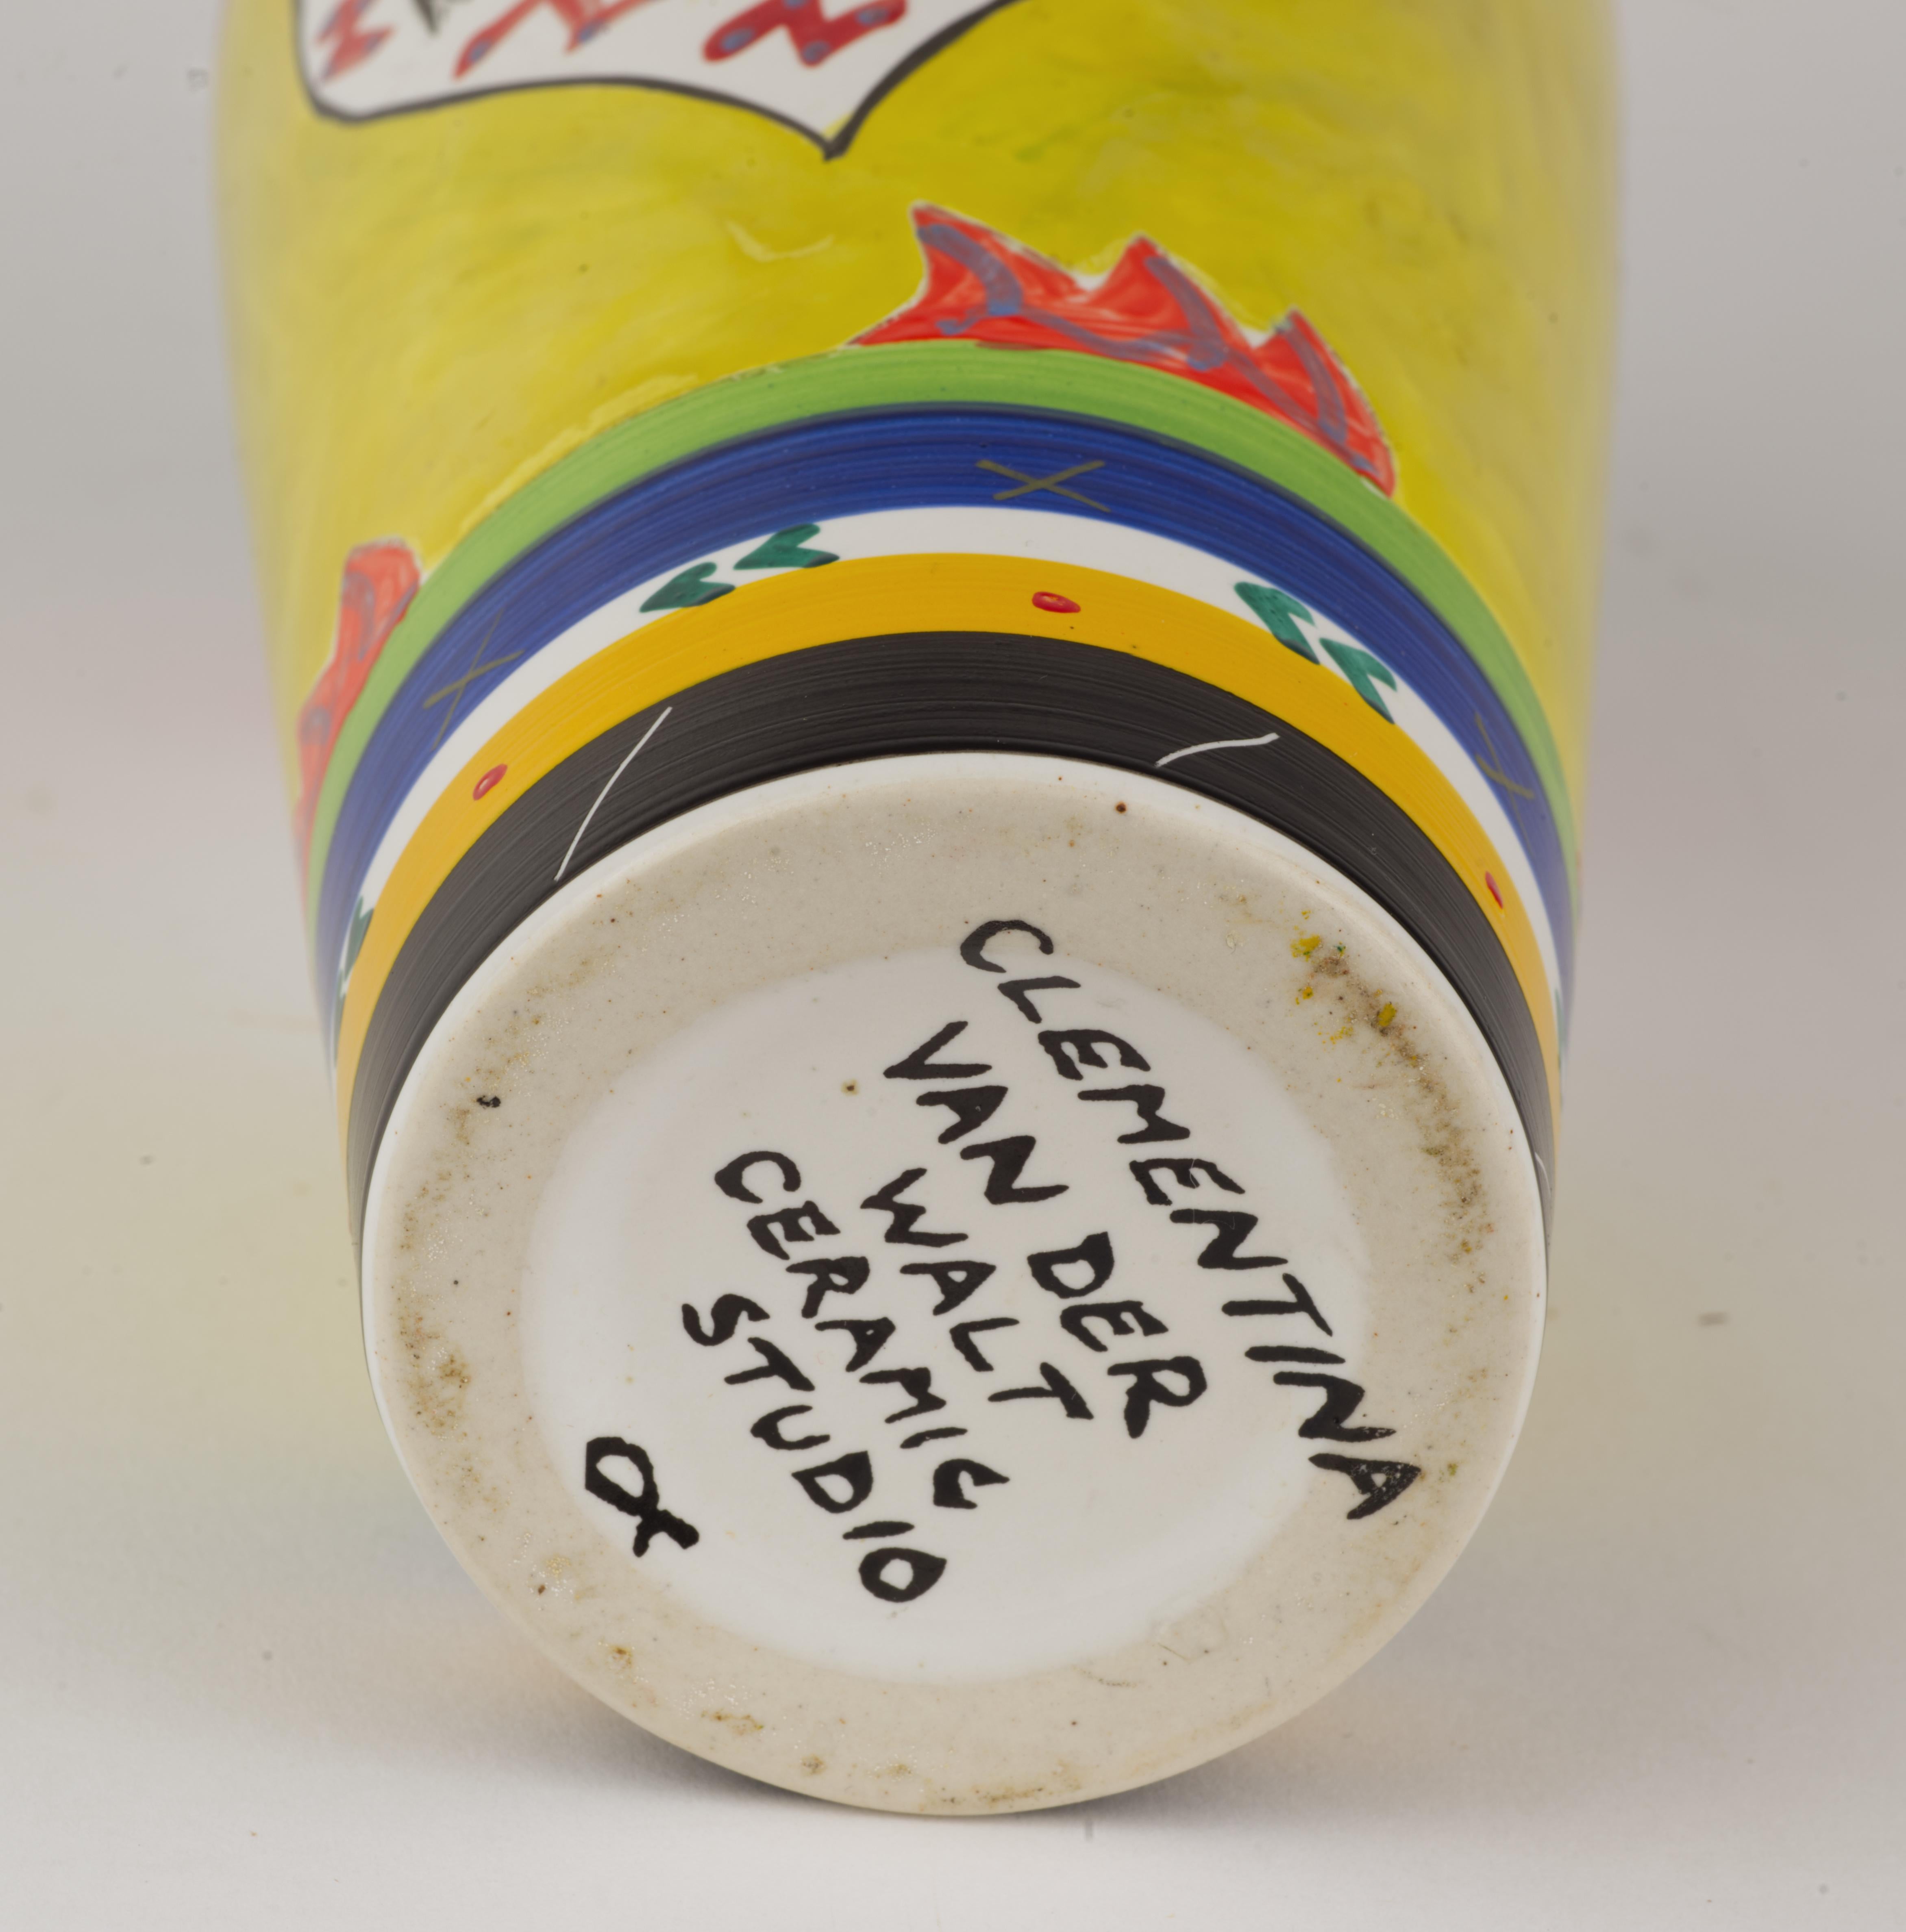 CLEMENTINA
VAN DER
WALT
CERAMIC
STUDIO